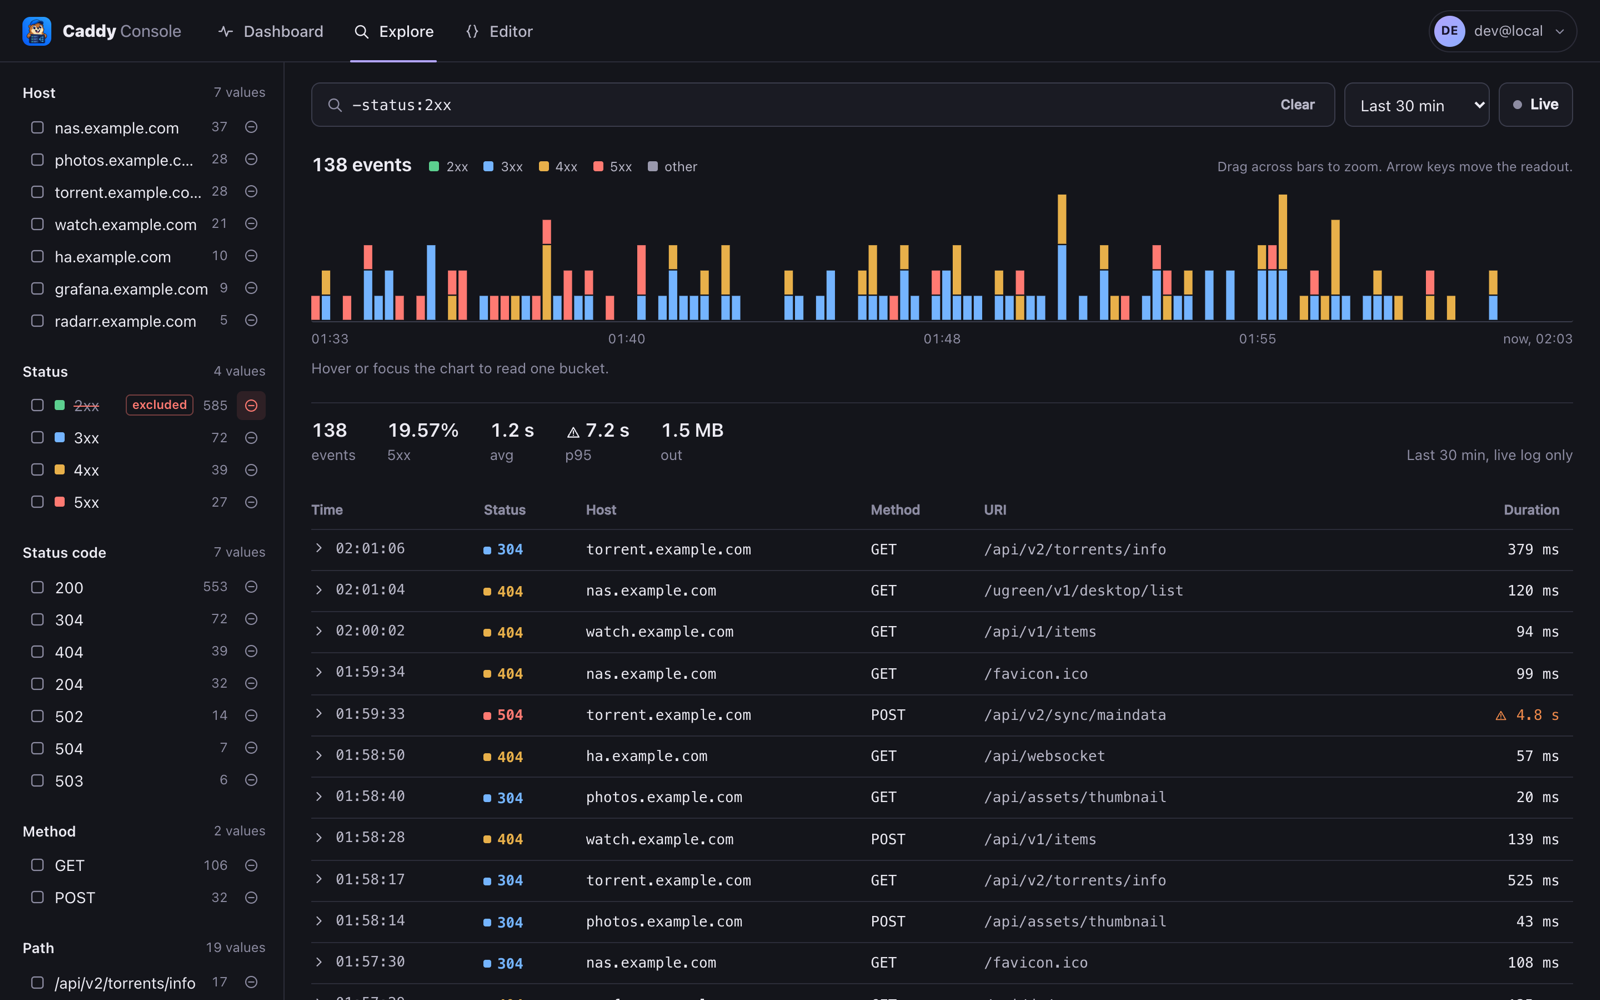 Caddy Console Dashboard Explore Editor DE dev@local
Host 7 values
nas.example.com 37
photos.example.c... 28
torrent.example.co... 28
watch.example.com 21
ha.example.com 10
grafana.example.com 9
radarr.example.com 5
Status 4 values
2xx excluded 585
3xx 72
4xx 39
5xx 27
Status code 7 values
200 553
304 72
404 39
204 32
502 14
504 7
503 6
Method 2 values
GET 106
POST 32
Path 19 values
/api/v2/torrents/info 17
-status:2xx Clear Last 30 min Live
138 events 2xx 3xx 4xx 5xx other Drag across bars to zoom. Arrow keys move the readout.
01:33 01:40 01:48 01:55 now, 02:03
Hover or focus the chart to read one bucket.
138 19.57% 1.2 s ⚠ 7.2 s 1.5 MB
events 5xx avg p95 out Last 30 min, live log only
Time Status Host Method URI Duration
02:01:06 304 torrent.example.com GET /api/v2/torrents/info 379 ms
02:01:04 404 nas.example.com GET /ugreen/v1/desktop/list 120 ms
02:00:02 404 watch.example.com GET /api/v1/items 94 ms
01:59:34 404 nas.example.com GET /favicon.ico 99 ms
01:59:33 504 torrent.example.com POST /api/v2/sync/maindata ⚠ 4.8 s
01:58:50 404 ha.example.com GET /api/websocket 57 ms
01:58:40 304 photos.example.com GET /api/assets/thumbnail 20 ms
01:58:28 404 watch.example.com POST /api/v1/items 139 ms
01:58:17 304 torrent.example.com GET /api/v2/torrents/info 525 ms
01:58:14 304 photos.example.com POST /api/assets/thumbnail 43 ms
01:57:30 304 nas.example.com GET /favicon.ico 108 ms